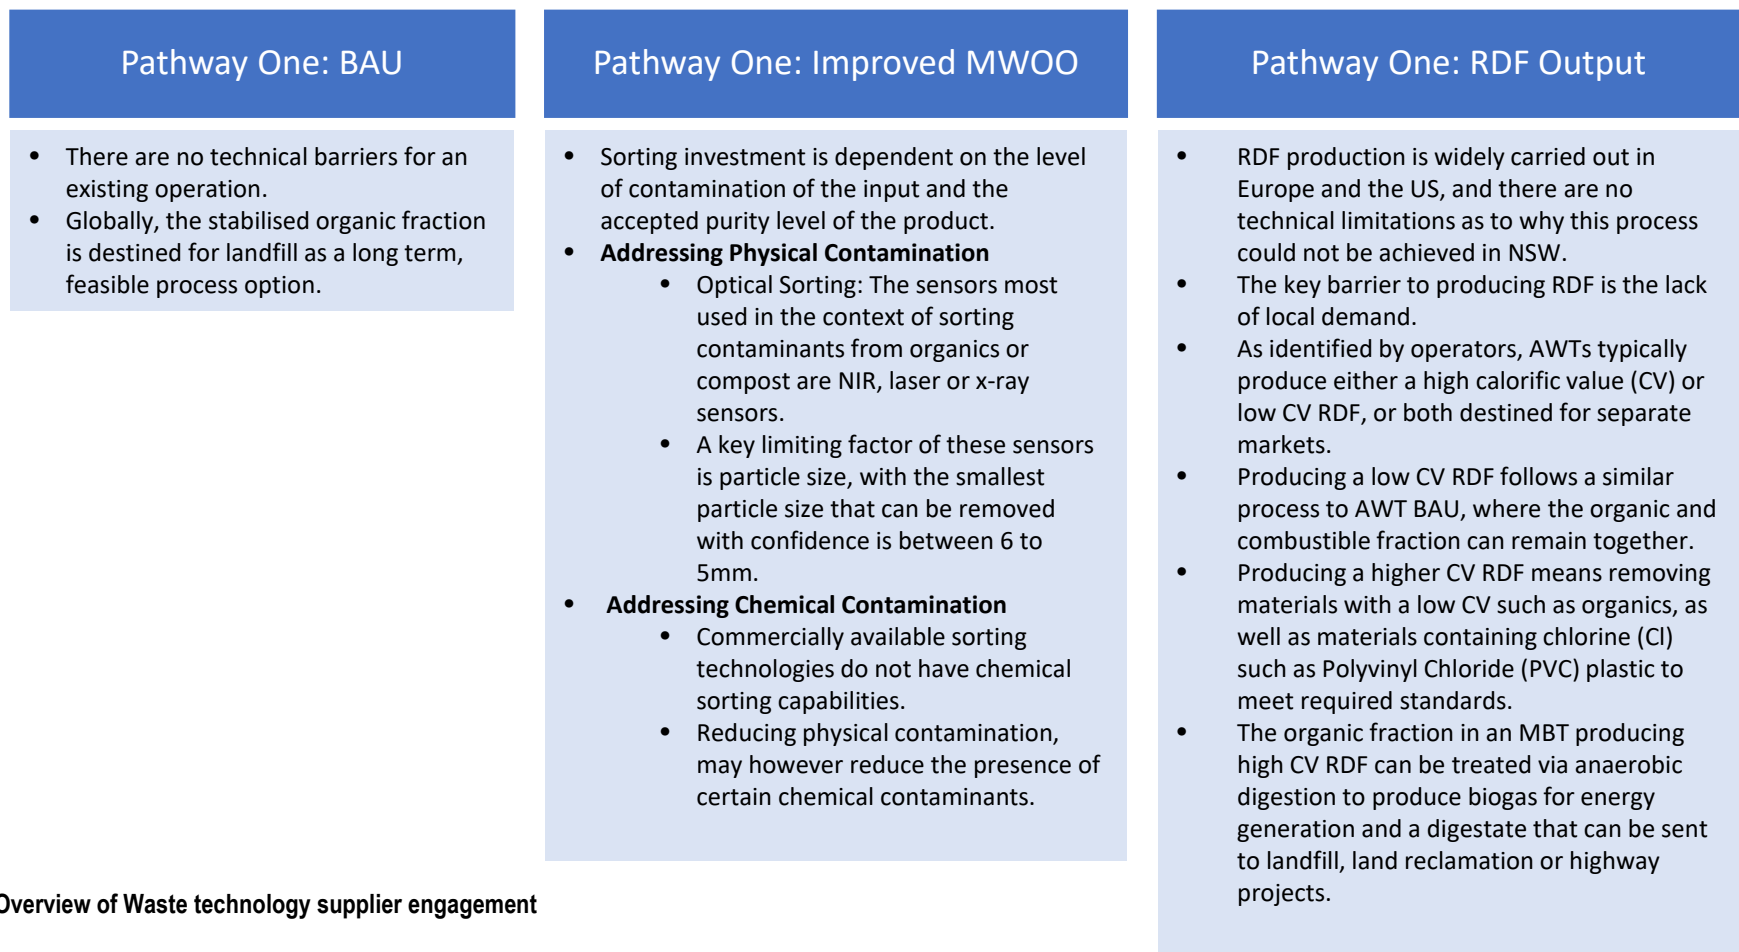 Pathway One: BAU
• There are no technical barriers for an
existing operation.
• Globally, the stabilised organic fraction
is destined for landfill as a long term,
feasible process option.
Pathway One: Improved MWOO
• Sorting investment is dependent on the level
of contamination of the input and the
accepted purity level of the product.
• Addressing Physical Contamination
• Optical Sorting: The sensors most
used in the context of sorting
contaminants from organics or
compost are NIR, laser or x-ray
sensors.
• A key limiting factor of these sensors
is particle size, with the smallest
particle size that can be removed
with confidence is between 6 to
5mm.
• Addressing Chemical Contamination
• Commercially available sorting
technologies do not have chemical
sorting capabilities.
• Reducing physical contamination,
may however reduce the presence of
certain chemical contaminants.
Pathway One: RDF Output
• RDF production is widely carried out in
Europe and the US, and there are no
technical limitations as to why this process
could not be achieved in NSW.
• The key barrier to producing RDF is the lack
of local demand.
• As identified by operators, AWTs typically
produce either a high calorific value (CV) or
low CV RDF, or both destined for separate
markets.
• Producing a low CV RDF follows a similar
process to AWT BAU, where the organic and
combustible fraction can remain together.
• Producing a higher CV RDF means removing
materials with a low CV such as organics, as
well as materials containing chlorine (Cl)
such as Polyvinyl Chloride (PVC) plastic to
meet required standards.
• The organic fraction in an MBT producing
high CV RDF can be treated via anaerobic
digestion to produce biogas for energy
generation and a digestate that can be sent
to landfill, land reclamation or highway
projects.
Overview of Waste technology supplier engagement